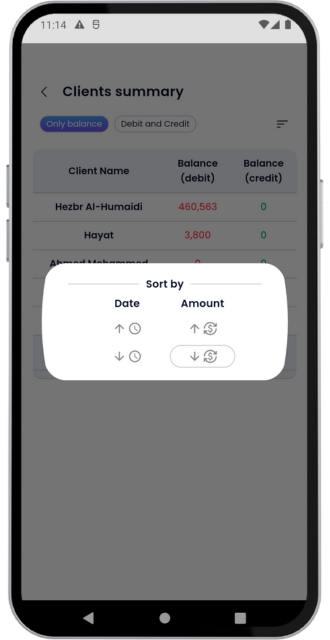 11:14
Clients summary
Only balance
Debit and Credit
Client Name
Balance (debit)
Balance (credit)
Hezbr Al-Humaidi 460,563 0
Hayat 3,800 0
Ahmed Mohammed 0 0
Sort by
Date Amount